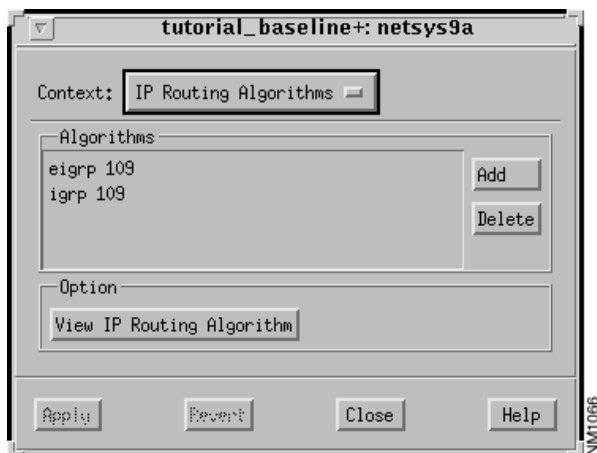 tutorial_baseline+: netsys9a
Context: IP Routing Algorithms
Algorithms
eigrp 109
igrp 109
Add
Delete
Option
View IP Routing Algorithm
Apply Revert Close Help
NM1066